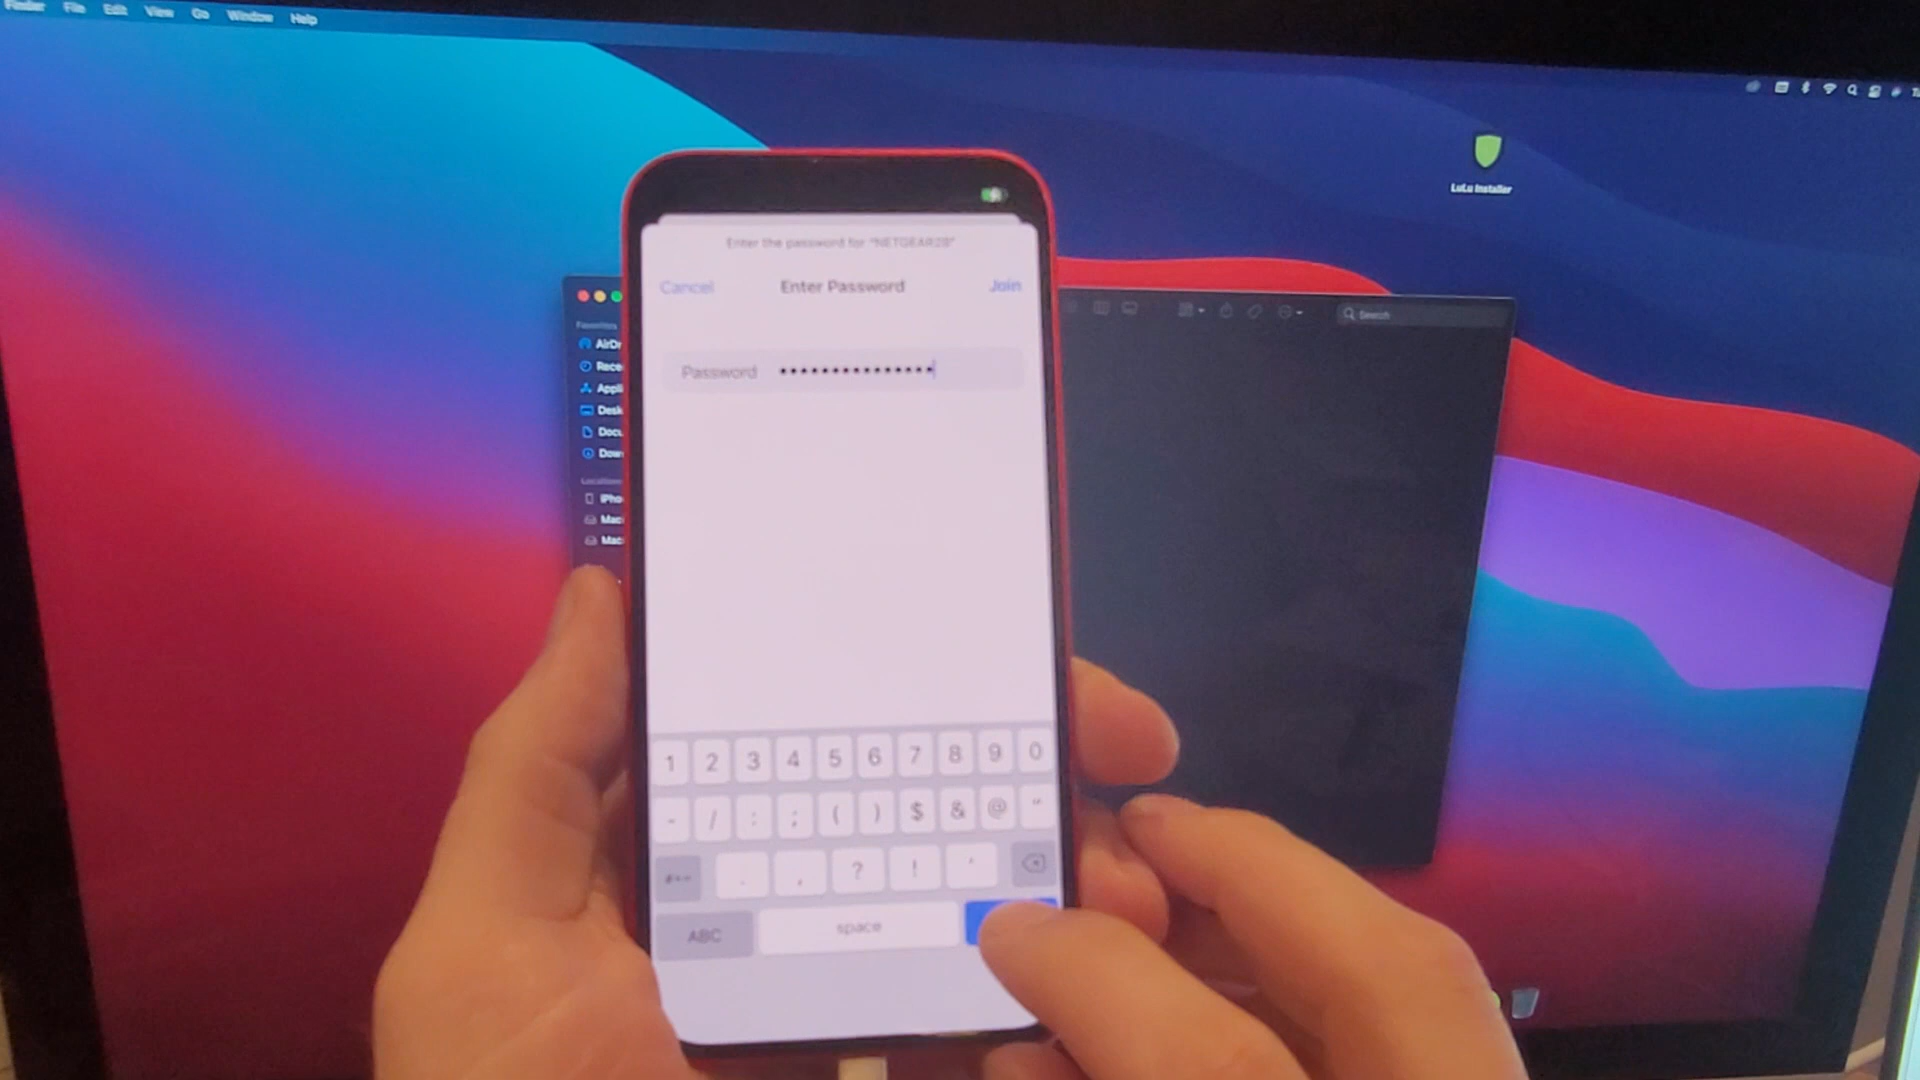 Finder File Edit View Go Window Help
LuLu Installer
Enter the password for "NETGEAR28"
Cancel Enter Password Join
Password
Search
Favorites
AirDr
Rece
Appli
Desk
Docu
Down
Locations
iPho
Mac
Mac
1 2 3 4 5 6 7 8 9 0
- / : ; ( ) $ & @ "
#+= . , ? ! '
ABC space